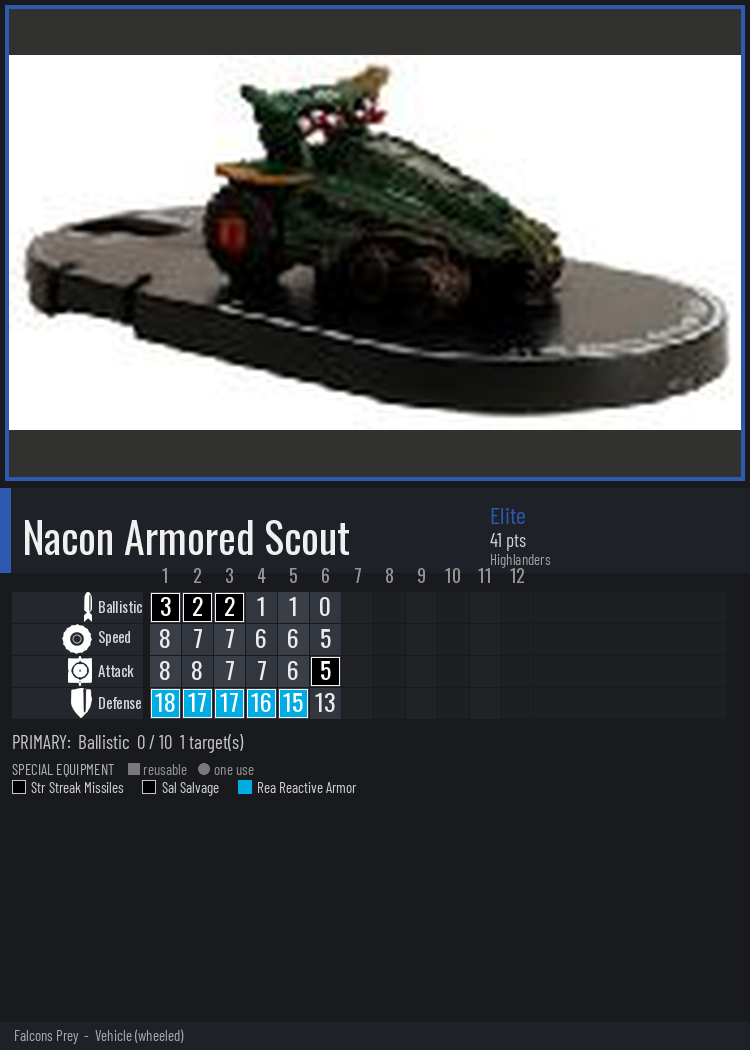 Nacon Armored Scout
Elite
41 pts
Highlanders
1 2 3 4 5 6 7 8 9 10 11 12
Ballistic 3 2 2 1 1 0
Speed 8 7 7 6 6 5
Attack 8 8 7 7 6 5
Defense 18 17 17 16 15 13
PRIMARY: Ballistic 0 / 10 1 target(s)
SPECIAL EQUIPMENT reusable one use
Str Streak Missiles Sal Salvage Rea Reactive Armor
Falcons Prey - Vehicle (wheeled)